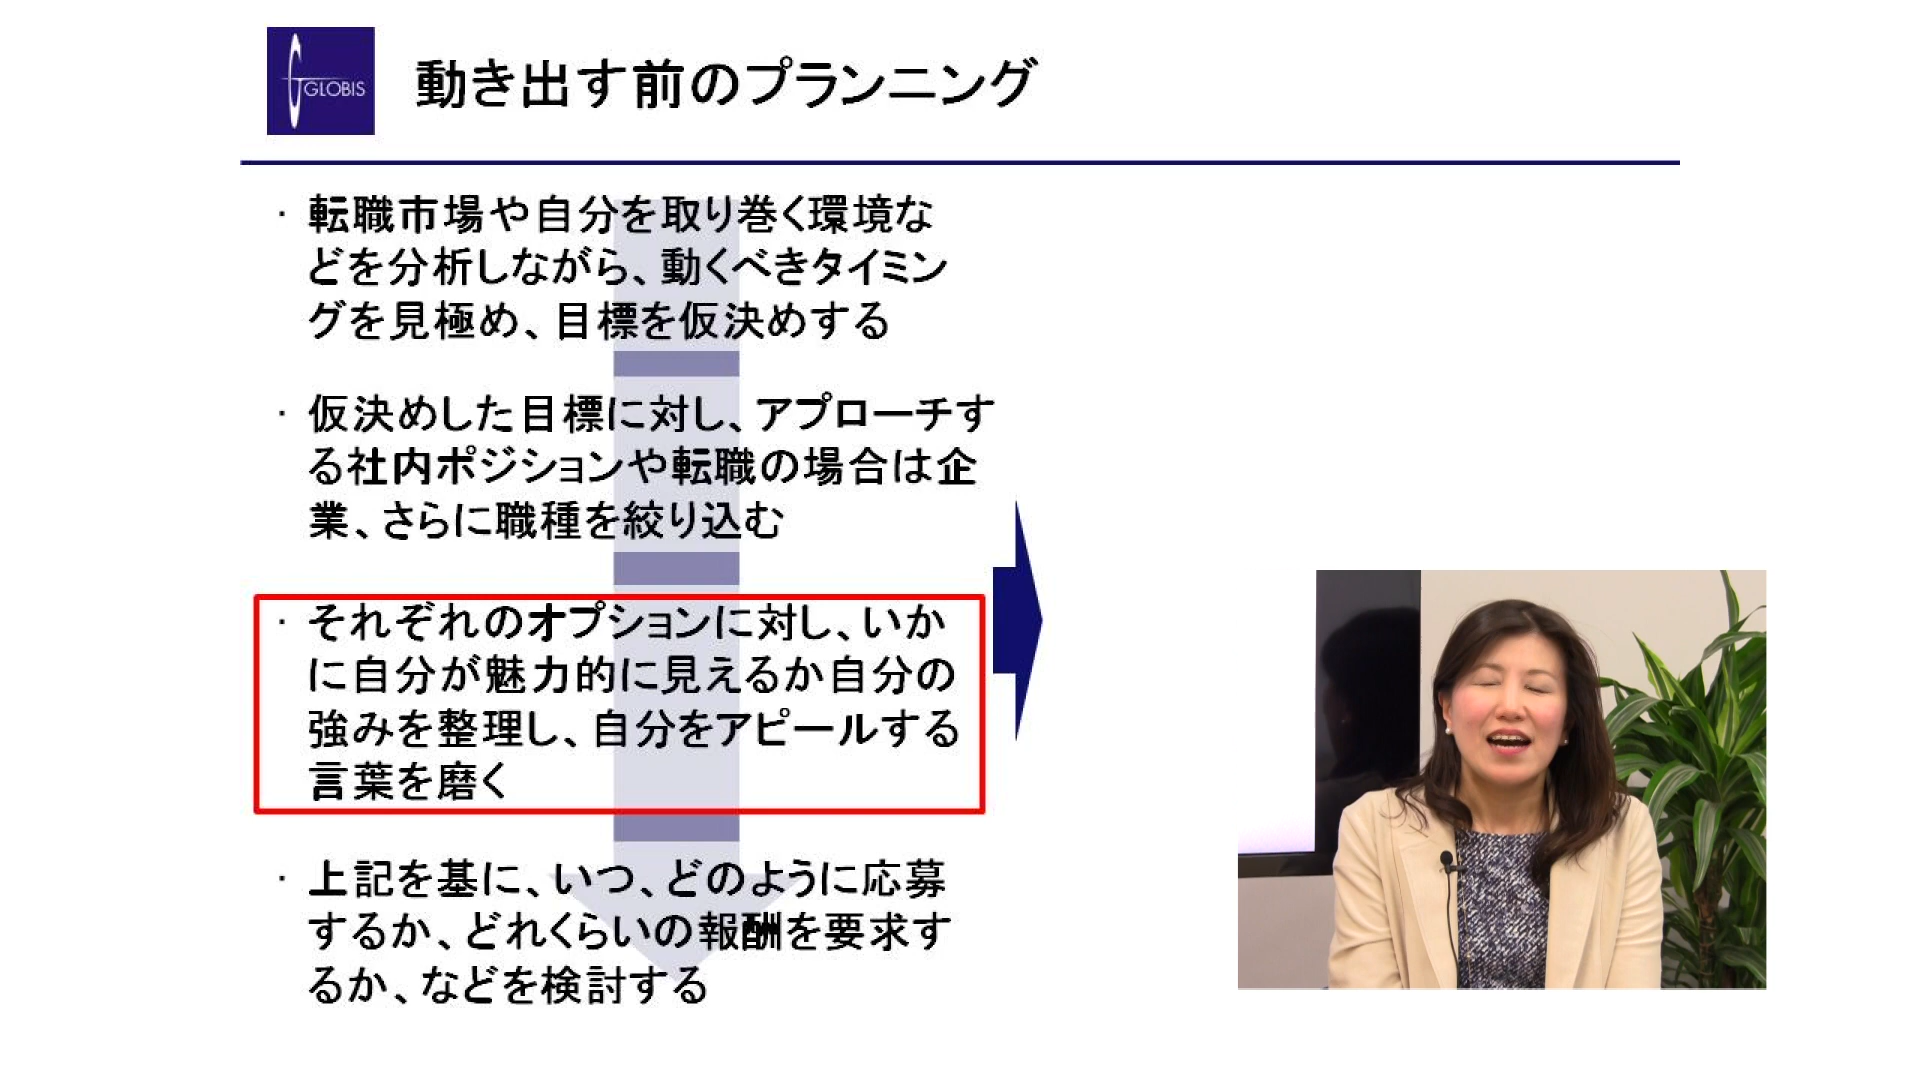 GLOBIS
動き出す前のプランニング
・転職市場や自分を取り巻く環境な
どを分析しながら、動くべきタイミン
グを見極め、目標を仮決めする
・仮決めした目標に対し、アプローチす
る社内ポジションや転職の場合は企
業、さらに職種を絞り込む
・それぞれのオプションに対し、いか
に自分が魅力的に見えるか自分の
強みを整理し、自分をアピールする
言葉を磨く
・上記を基に、いつ、どのように応募
するか、どれくらいの報酬を要求す
るか、などを検討する